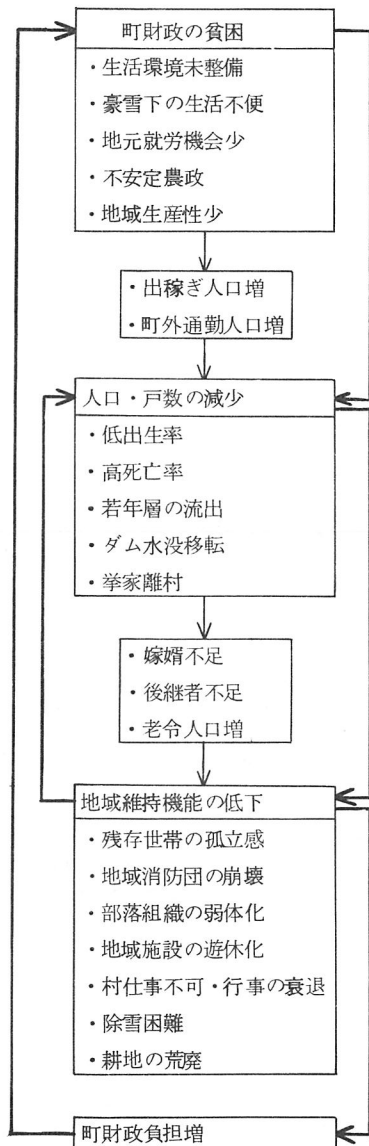 町財政の貧困
・生活環境未整備
・豪雪下の生活不便
・地元就労機会少
・不安定農政
・地域生産性少
・出稼ぎ人口増
・町外通勤人口増
人口・戸数の減少
・低出生率
・高死亡率
・若年層の流出
・ダム水没移転
・挙家離村
・嫁婿不足
・後継者不足
・老令人口増
地域維持機能の低下
・残存世帯の孤立感
・地域消防団の崩壊
・部落組織の弱体化
・地域施設の遊休化
・村仕事不可・行事の衰退
・除雪困難
・耕地の荒廃
町財政負担増